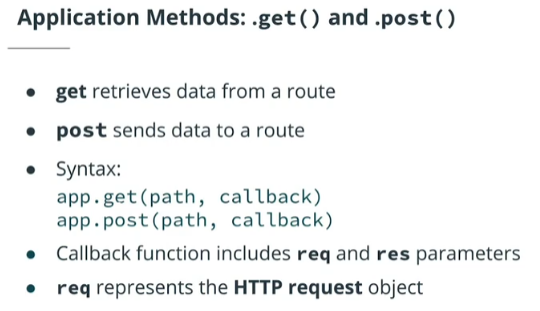 Application Methods: .get() and .post()
• get retrieves data from a route
• post sends data to a route
• Syntax:
app.get(path, callback)
app.post(path, callback)
• Callback function includes req and res parameters
• req represents the HTTP request object